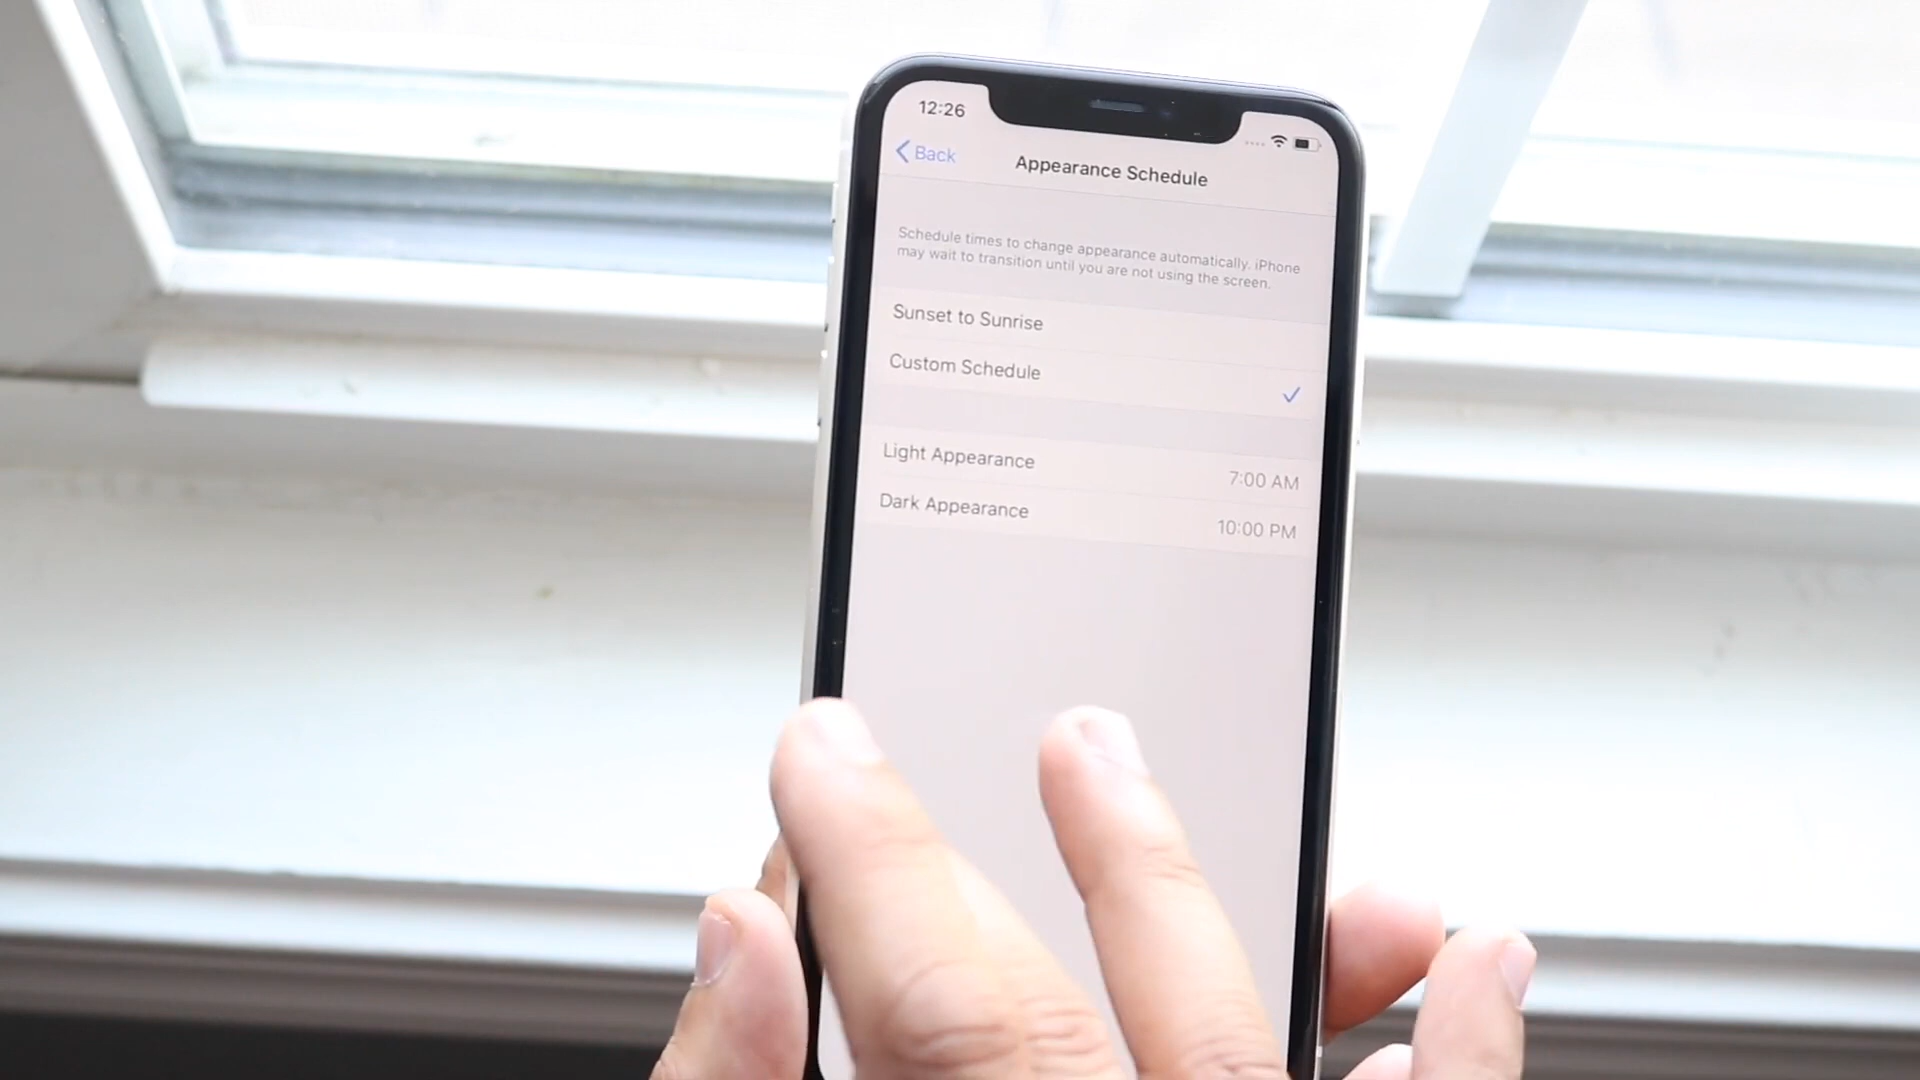 12:26
Back
Appearance Schedule
Schedule times to change appearance automatically. iPhone
may wait to transition until you are not using the screen.
Sunset to Sunrise
Custom Schedule
Light Appearance 7:00 AM
Dark Appearance 10:00 PM